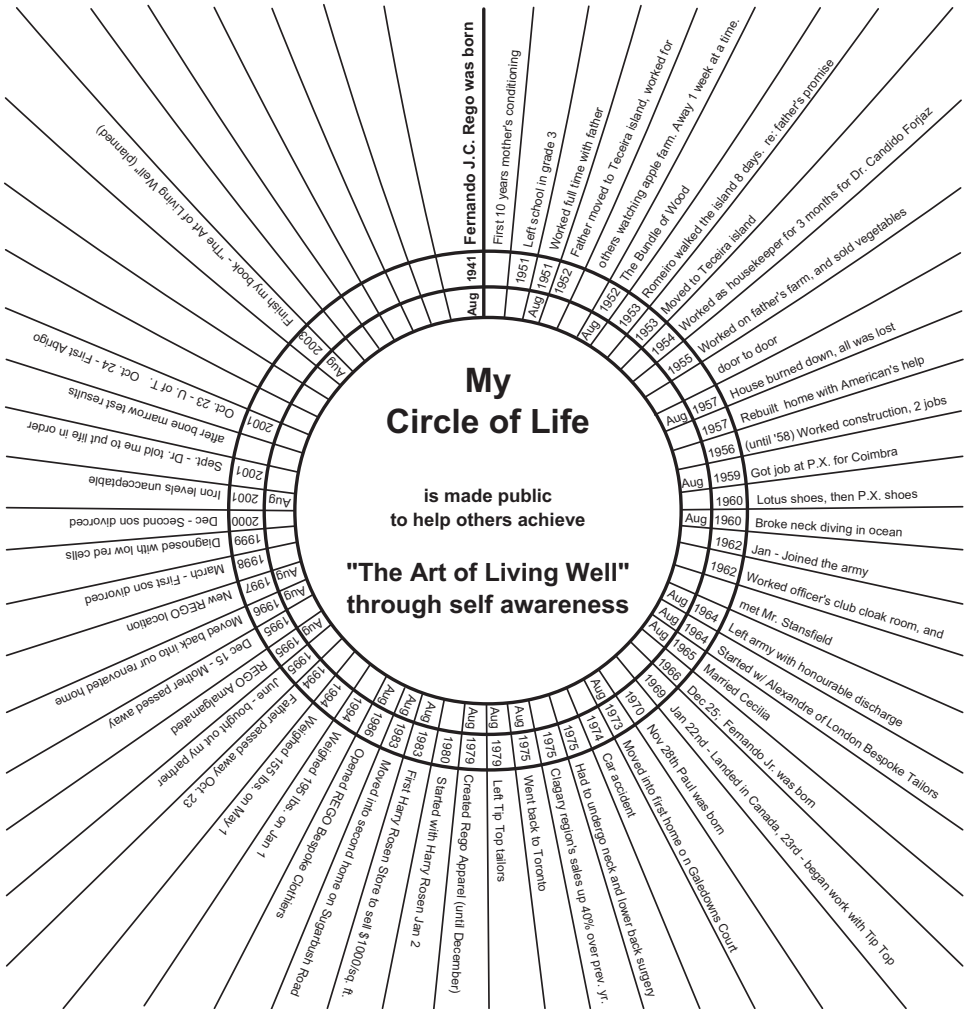 My
Circle of Life
is made public
to help others achieve
"The Art of Living Well"
through self awareness
Aug 1941 Fernando J.C. Rego was born
First 10 years mother's conditioning
1951 Left school in grade 3
Aug 1951 Worked full time with father
1952 Father moved to Teceira island, worked for
others watching apple farm. Away 1 week at a time.
Aug 1952 The Bundle of Wood
1953 Romeiro walked the island 8 days. re: father's promise
1953 Moved to Teceira island
1954 Worked as housekeeper for 3 months for Dr. Candido Forjaz
1955 Worked on father's farm, and sold vegetables
door to door
Aug 1957 House burned down, all was lost
1957 Rebuilt home with American's help
1956 (until '58) Worked construction, 2 jobs
Aug 1959 Got job at P.X. for Coimbra
1960 Lotus shoes, then P.X. shoes
Aug 1960 Broke neck diving in ocean
1962 Jan - Joined the army
1962 Worked officer's club cloak room, and
met Mr. Stansfield
Aug 1964 Left army with honourable discharge
Aug 1964 Started w/ Alexandre of London Bespoke Tailors
Aug 1965 Married Cecilia
1966 Dec.25: Fernando Jr. was born
1969 Jan 22nd - Landed in Canada, 23rd - began work with Tip Top
1970 Nov 28th Paul was born
Aug 1973 Moved into first home o n Galedowns Court
1974 Car accident
1975 Had to undergo neck and lower back surgery
1975 Clagary region's sales up 40% over prev. yr.
Aug 1975 Went back to Toronto
Aug 1979 Left Tip Top tailors
Aug 1979 Created Rego Apparel (until December)
1980 Started with Harry Rosen Jan 2
Aug 1983 First Harry Rosen Store to sell $1000/sq. ft.
Aug 1983 Moved into second home on Sugarbush Road
Aug 1986 Opened REGO Bespoke Clothiers
1994 Weighed 195 lbs. on Jan 1
1994 Weighed 155 lbs. on May 1
1994 Father passed away Oct. 23
1995 June - bought out my partner
Aug 1995 REGO Amalgamated
1995 Dec 15 - Mother passed away
Aug 1996 Moved back into our renovated home
Aug 1997 New REGO location
1998 March - First son divorced
1999 Diagnosed with low red cells
2000 Dec - Second son divorced
Aug 2001 Iron levels unacceptable
2001 Sept. - Dr. told me to put life in order
after bone marrow test results
2001 Oct. 23 - U. of T. Oct. 24 - First Abrigo
Aug 2003 Finish my book - "The Art of Living Well" (planned)